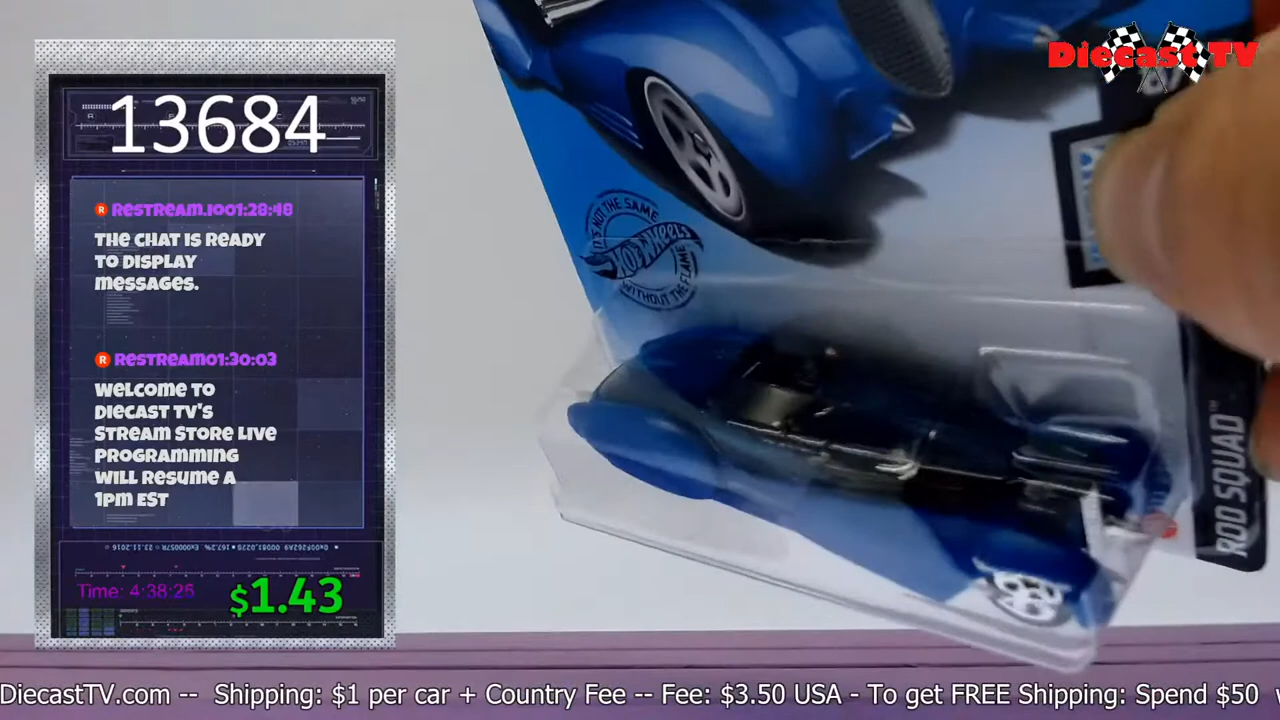 Diecast TV
13684
Restream.io01:28:48
The chat is ready
to display
messages.
Restream01:30:03
Welcome to
Diecast TV's
Stream Store Live
Programming
will resume a
1pm EST
Time: 4:38:26
$1.43
IT'S NOT THE SAME
Hot Wheels
WITHOUT THE FLAME
ROD SQUAD™
DiecastTV.com -- Shipping: $1 per car + Country Fee -- Fee: $3.50 USA - To get FREE Shipping: Spend $50